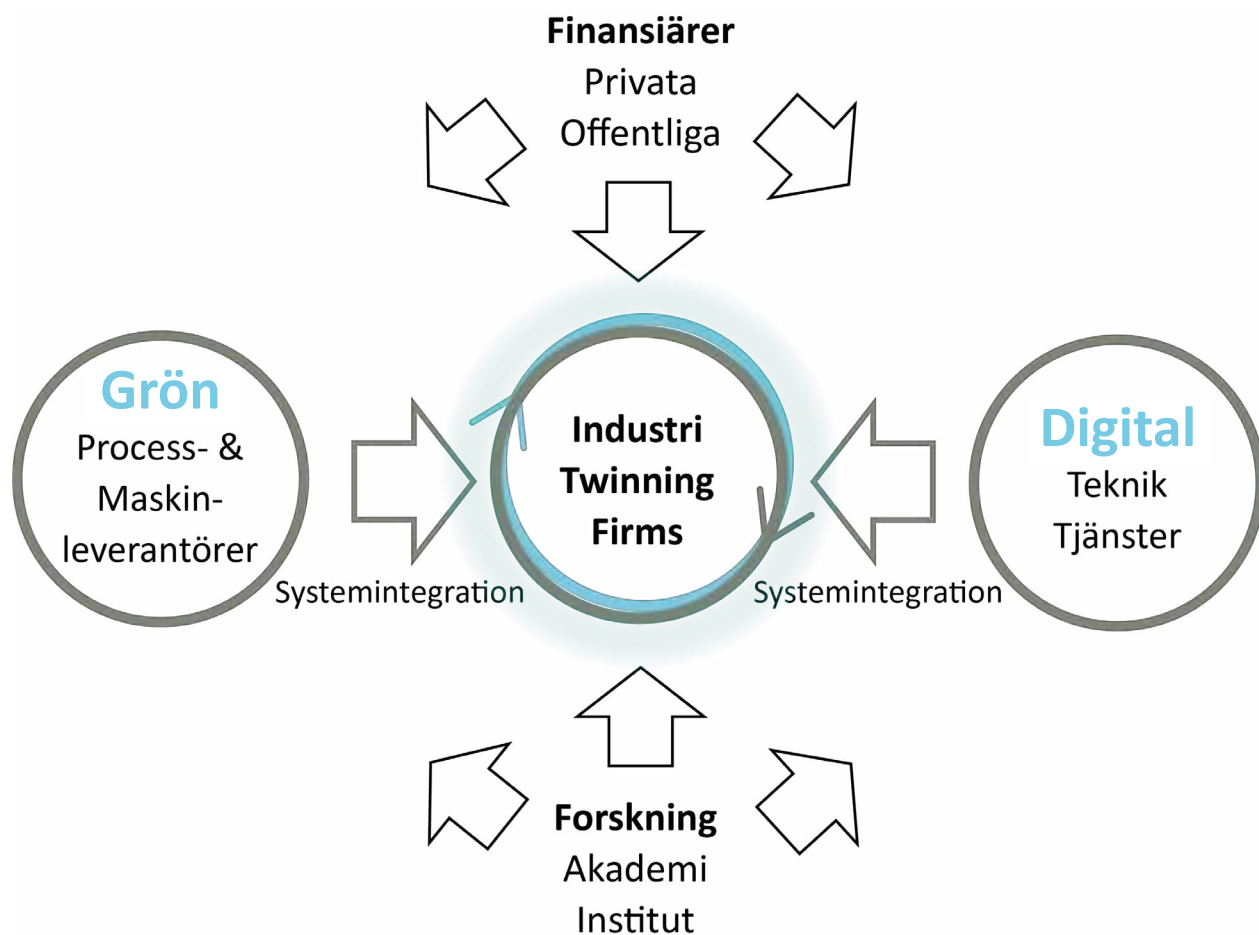 Finansiärer
Privata
Offentliga
Grön
Process- &
Maskin-
leverantörer
Systemintegration
Industri
Twinning
Firms
Digital
Teknik
Tjänster
Systemintegration
Forskning
Akademi
Institut